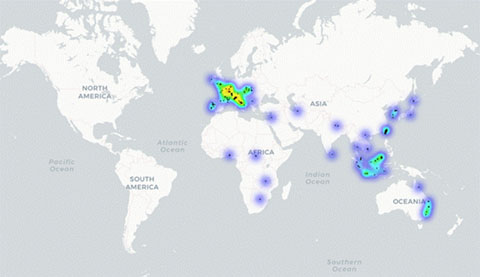 NORTH
AMERICA
ASIA
Atlantic
Ocean
AFRICA
Pacific
Ocean
SOUTH
AMERICA
Indian
Ocean
OCEANIA
Southern
Ocean